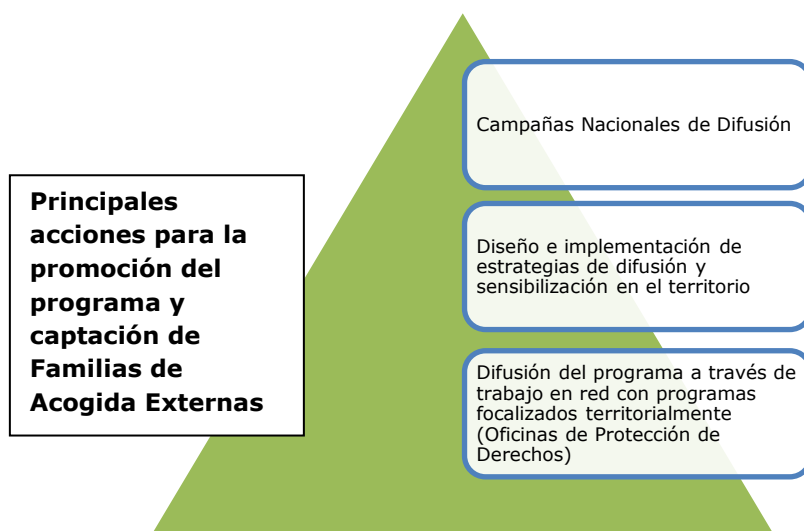 Principales
acciones para la
promoción del
programa y
captación de
Familias de
Acogida Externas
Campañas Nacionales de Difusión
Diseño e implementación de
estrategias de difusión y
sensibilización en el territorio
Difusión del programa a través de
trabajo en red con programas
focalizados territorialmente
(Oficinas de Protección de
Derechos)